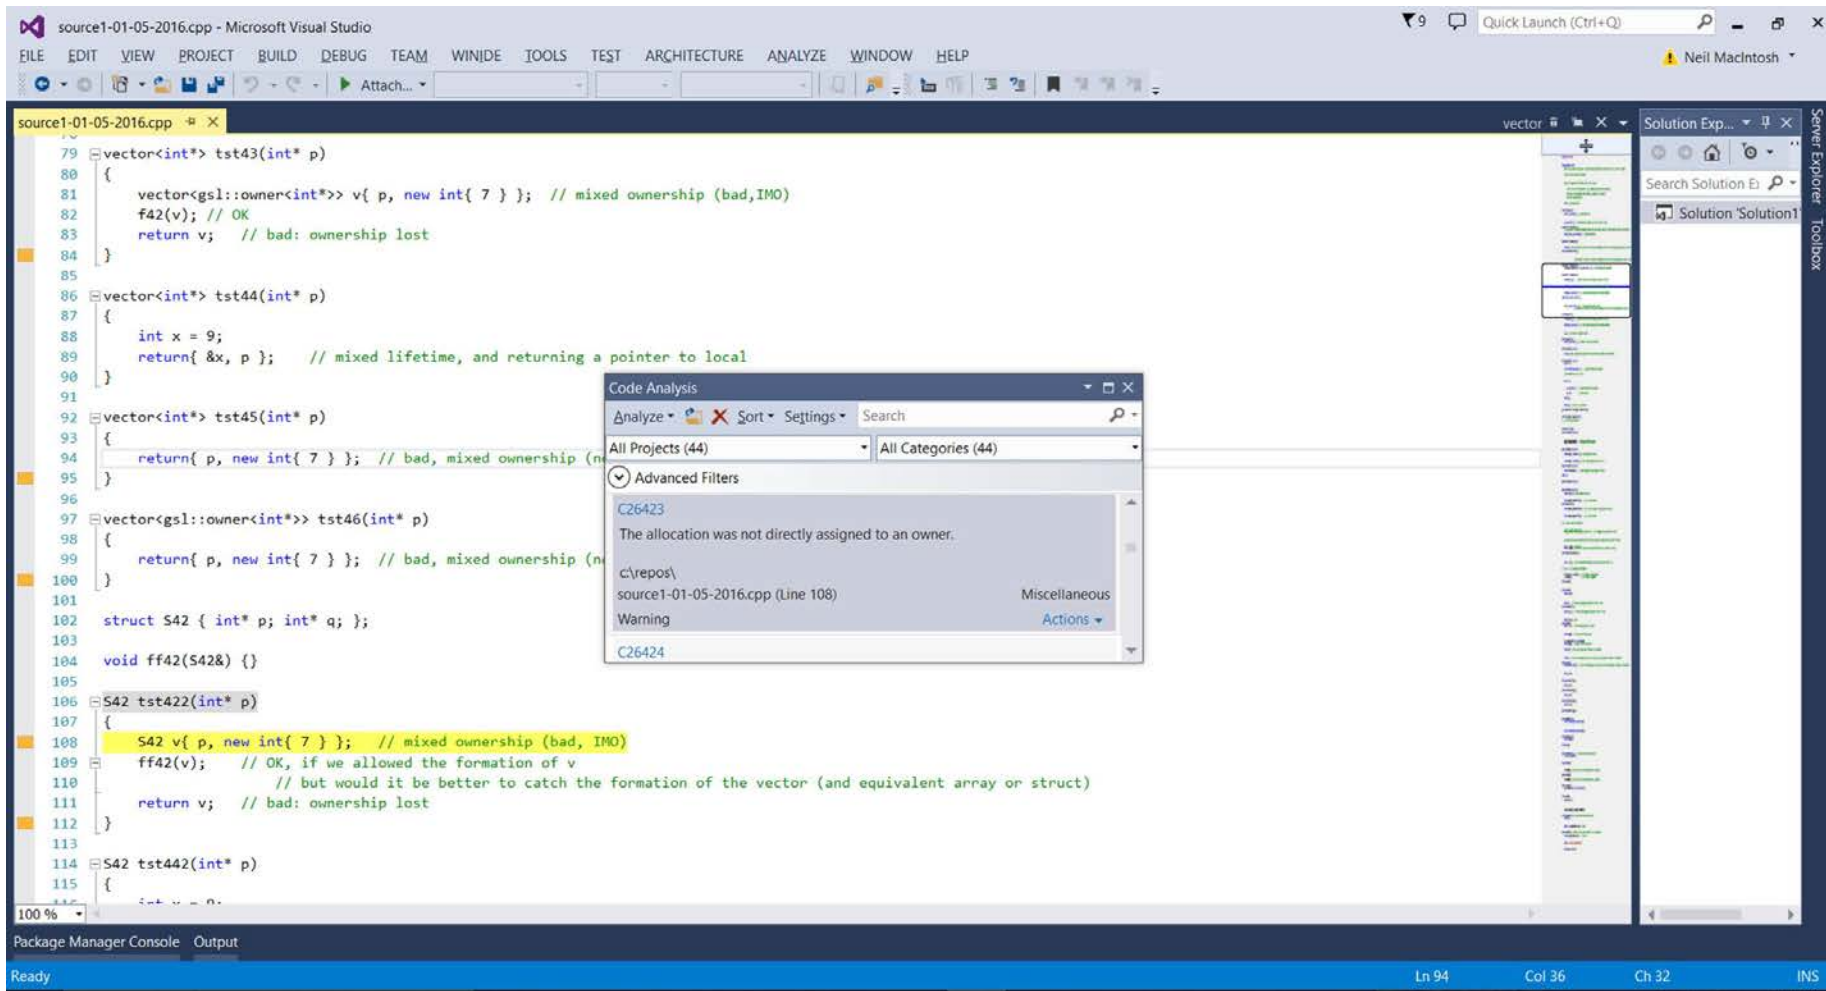 source1-01-05-2016.cpp - Microsoft Visual Studio
9
Quick Launch (Ctrl+Q)
FILE EDIT VIEW PROJECT BUILD DEBUG TEAM WINIDE TOOLS TEST ARCHITECTURE ANALYZE WINDOW HELP
Neil MacIntosh
Attach...
source1-01-05-2016.cpp
vector
79 vector<int*> tst43(int* p)
80 {
81 vector<gsl::owner<int*>> v{ p, new int{ 7 } }; // mixed ownership (bad,IMO)
82 f42(v); // OK
83 return v; // bad: ownership lost
84 }
85
86 vector<int*> tst44(int* p)
87 {
88 int x = 9;
89 return{ &x, p }; // mixed lifetime, and returning a pointer to local
90 }
91
92 vector<int*> tst45(int* p)
93 {
94 return{ p, new int{ 7 } }; // bad, mixed ownership (n
95 }
96
97 vector<gsl::owner<int*>> tst46(int* p)
98 {
99 return{ p, new int{ 7 } }; // bad, mixed ownership (n
100 }
101
102 struct S42 { int* p; int* q; };
103
104 void ff42(S42&) {}
105
106 S42 tst422(int* p)
107 {
108 S42 v{ p, new int{ 7 } }; // mixed ownership (bad, IMO)
109 ff42(v); // OK, if we allowed the formation of v
110 // but would it be better to catch the formation of the vector (and equivalent array or struct)
111 return v; // bad: ownership lost
112 }
113
114 S42 tst442(int* p)
115 {
Code Analysis
Analyze Sort Settings Search
All Projects (44) All Categories (44)
Advanced Filters
C26423
The allocation was not directly assigned to an owner.
c:\repos\
source1-01-05-2016.cpp (Line 108) Miscellaneous
Warning Actions
C26424
Solution Exp...
Search Solution E
Solution 'Solution1'
Server Explorer
Toolbox
100 %
Package Manager Console Output
Ready Ln 94 Col 36 Ch 32 INS